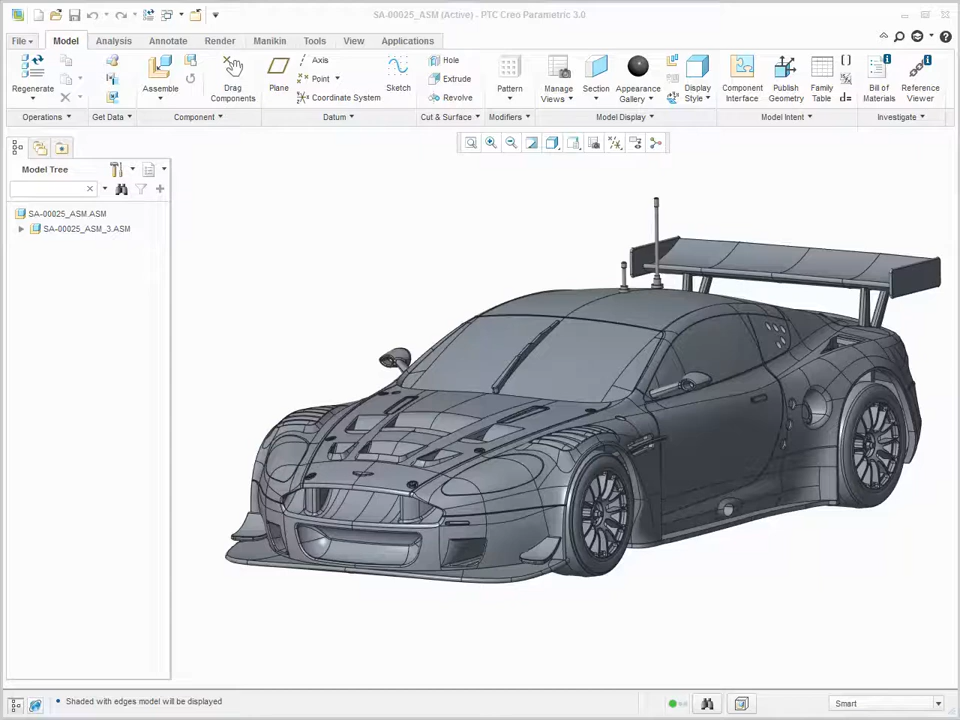 SA-00025_ASM (Active) - PTC Creo Parametric 3.0
File Model Analysis Annotate Render Manikin Tools View Applications
Regenerate
Assemble
Drag Components
Plane
Axis
Point
Coordinate System
Sketch
Hole
Extrude
Revolve
Pattern
Manage Views
Section
Appearance Gallery
Display Style
Component Interface
Publish Geometry
Family Table
d=
Bill of Materials
Reference Viewer
Operations Get Data Component Datum Cut & Surface Modifiers Model Display Model Intent Investigate
Model Tree
SA-00025_ASM.ASM
SA-00025_ASM_3.ASM
Shaded with edges model will be displayed
Smart